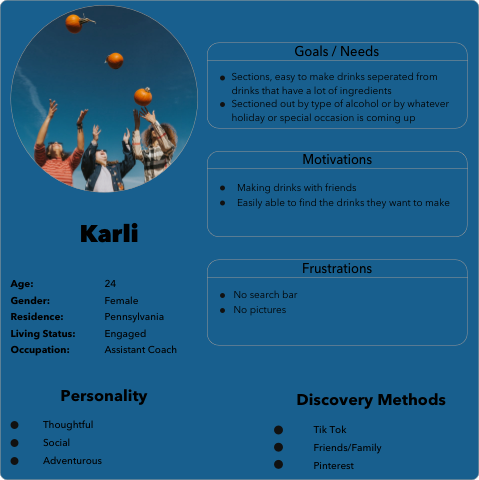 Goals / Needs
Sections, easy to make drinks seperated from
drinks that have a lot of ingredients
Sectioned out by type of alcohol or by whatever
holiday or special occasion is coming up
Motivations
Making drinks with friends
Easily able to find the drinks they want to make
Karli
Frustrations
No search bar
No pictures
Age: 24
Gender: Female
Residence: Pennsylvania
Living Status: Engaged
Occupation: Assistant Coach
Personality
Thoughtful
Social
Adventurous
Discovery Methods
Tik Tok
Friends/Family
Pinterest